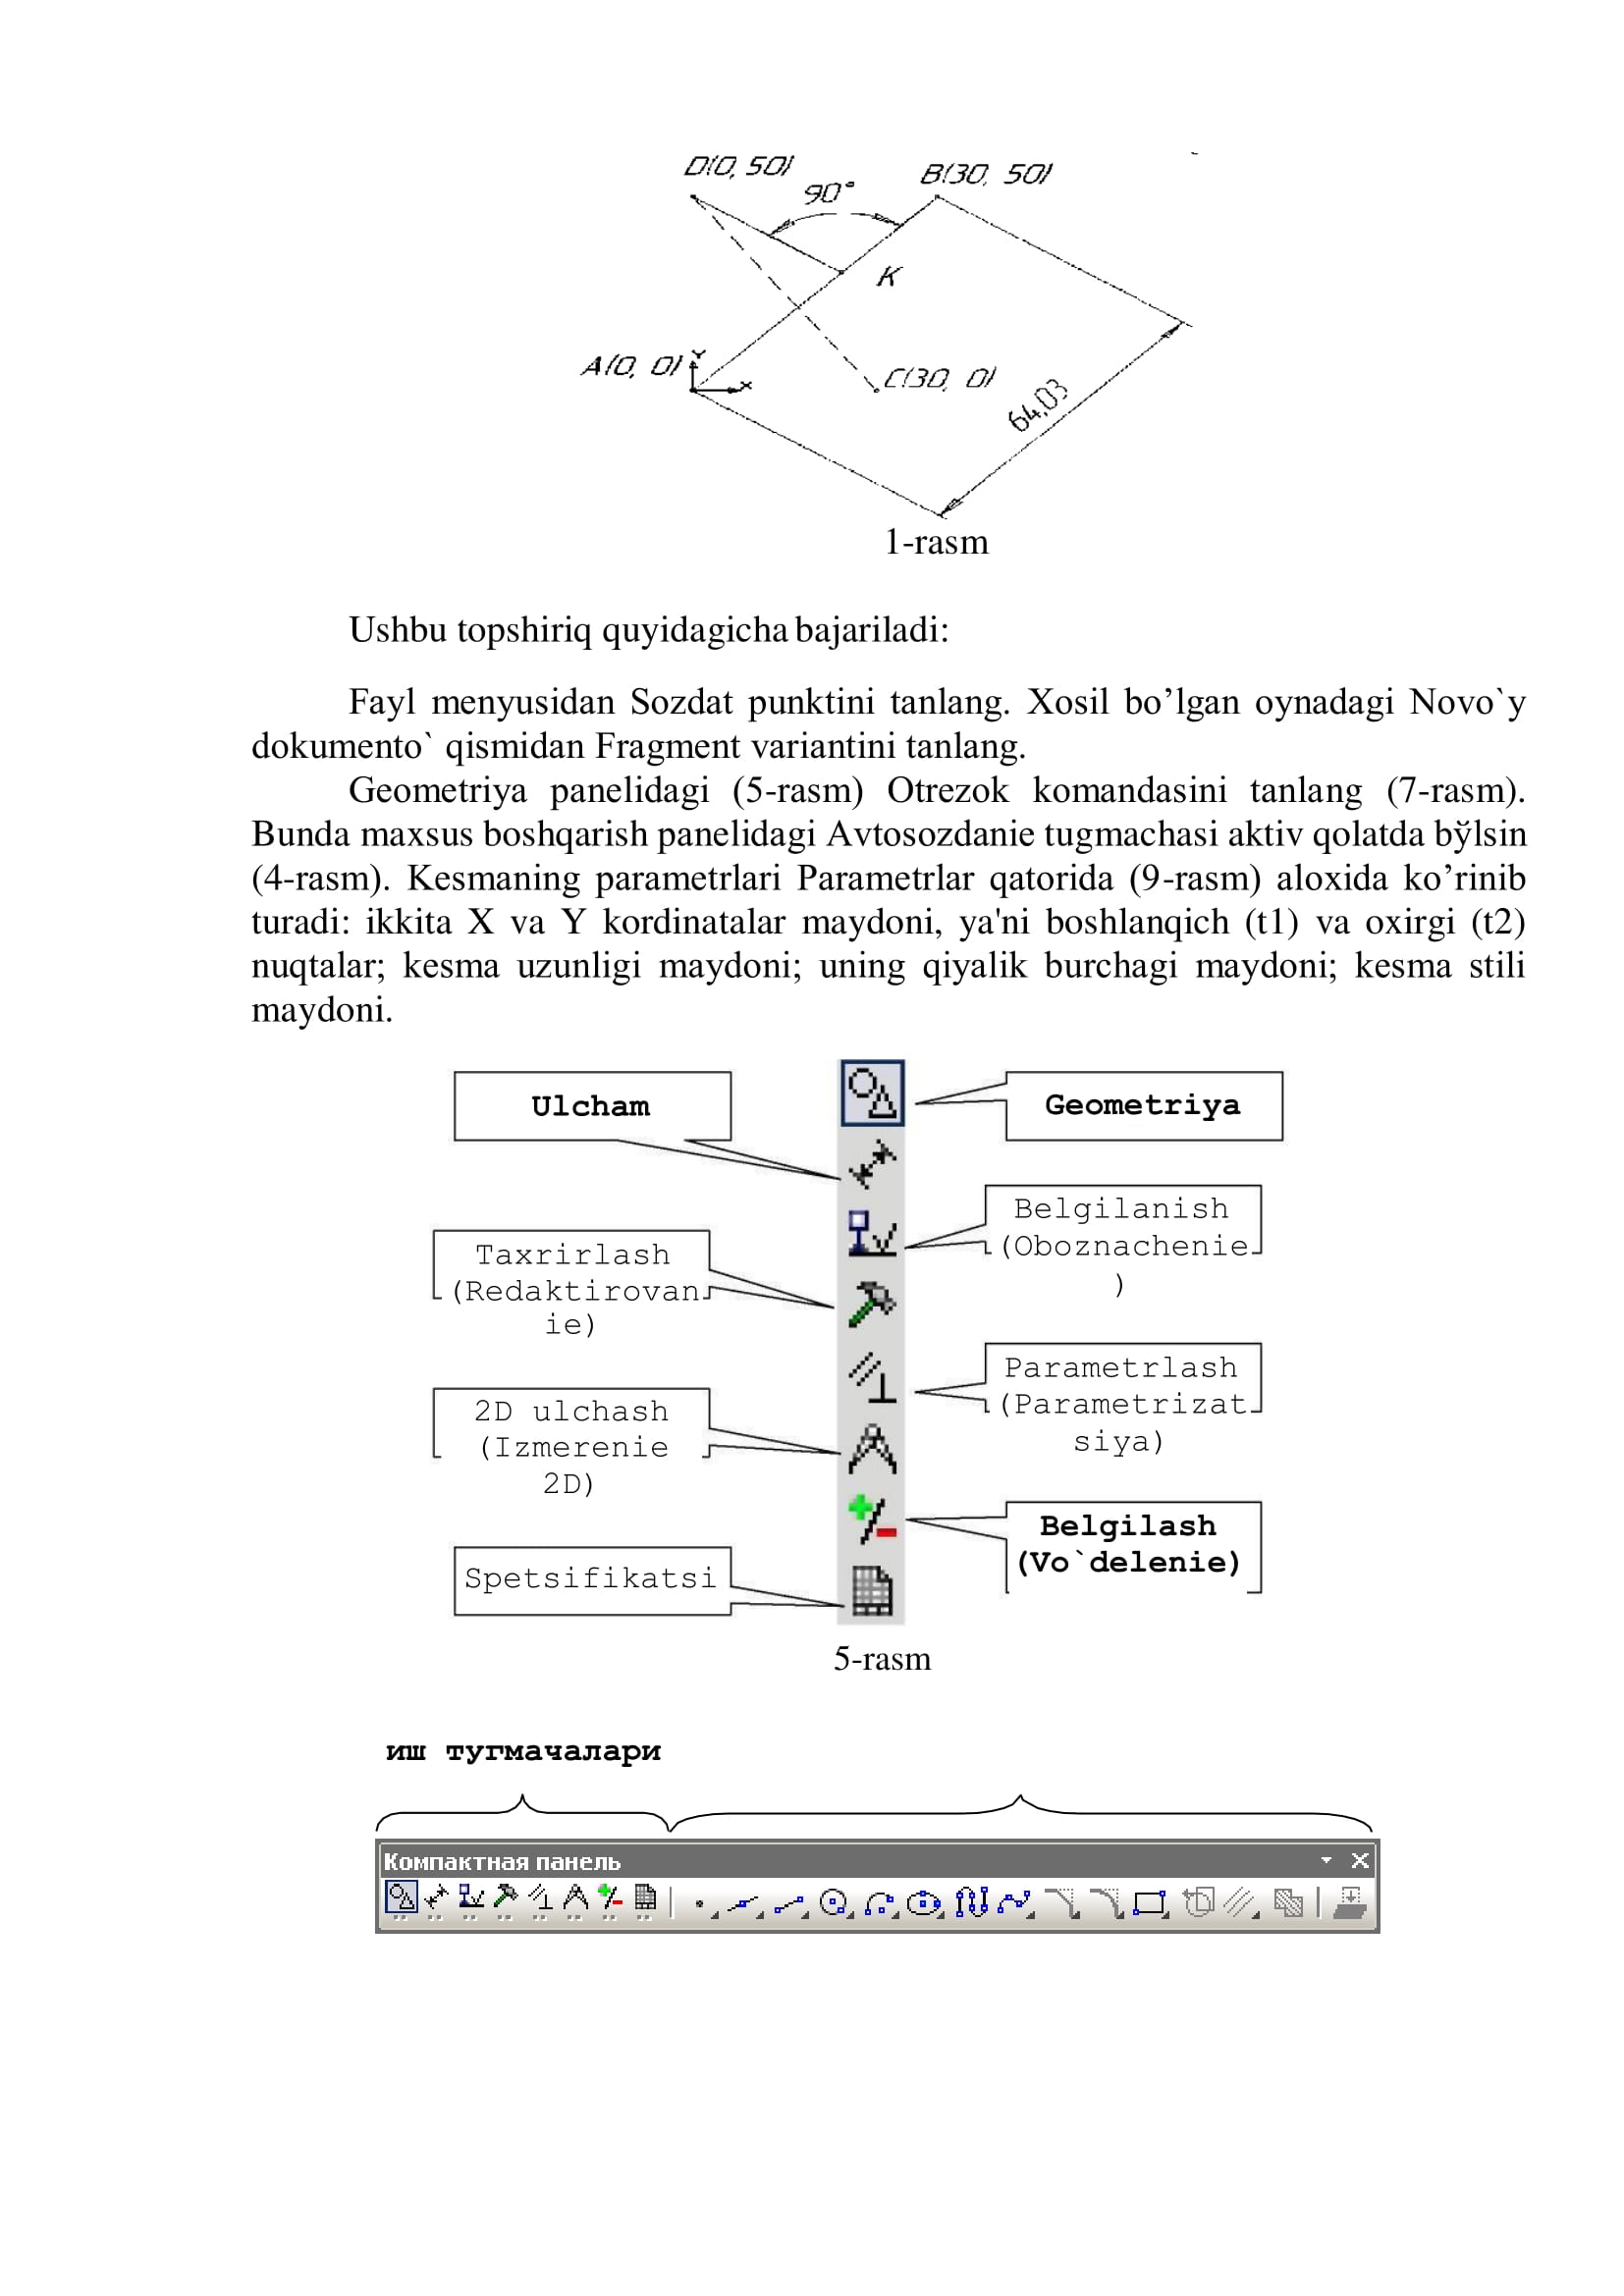 D(0, 50)
B(30, 50)
90°
K
A(0, 0)
Y
X
C(30, 0)
64,03
1-rasm
Ushbu topshiriq quyidagicha bajariladi:
Fayl menyusidan Sozdat punktini tanlang. Xosil bo’lgan oynadagi Novo`y
dokumento` qismidan Fragment variantini tanlang.
Geometriya panelidagi (5-rasm) Otrezok komandasini tanlang (7-rasm).
Bunda maxsus boshqarish panelidagi Avtosozdanie tugmachasi aktiv qolatda bўlsin
(4-rasm). Kesmaning parametrlari Parametrlar qatorida (9-rasm) aloxida ko’rinib
turadi: ikkita X va Y kordinatalar maydoni, ya'ni boshlanqich (t1) va oxirgi (t2)
nuqtalar; kesma uzunligi maydoni; uning qiyalik burchagi maydoni; kesma stili
maydoni.
Ulcham
Geometriya
Belgilanish
(Oboznachenie
)
Taxrirlash
(Redaktirovan
ie)
Parametrlash
(Parametrizat
siya)
2D ulchash
(Izmerenie
2D)
Belgilash
(Vo`delenie)
Spetsifikatsi
5-rasm
иш тугмачалари
Компактная панель